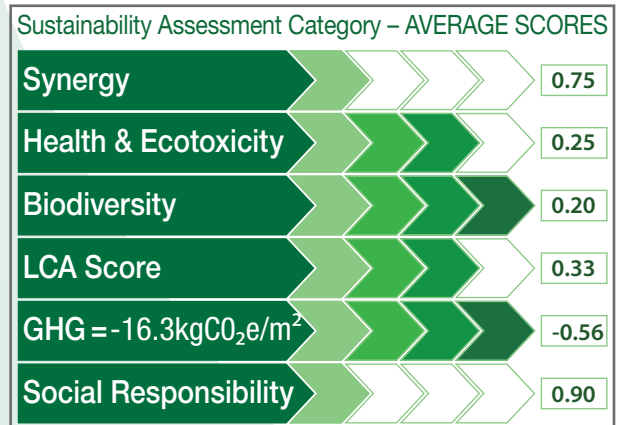 Sustainability Assessment Category – AVERAGE SCORES
Synergy 0.75
Health & Ecotoxicity 0.25
Biodiversity 0.20
LCA Score 0.33
GHG = -16.3kgC0₂e/m² -0.56
Social Responsibility 0.90